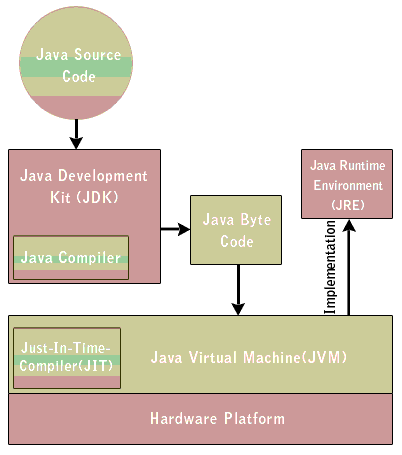 Java Source
Code
Java Development
Kit (JDK)
Java Compiler
Java Byte
Code
Java Runtime
Environment
(JRE)
Implementation
Just-In-Time-
Compiler(JIT)
Java Virtual Machine(JVM)
Hardware Platform